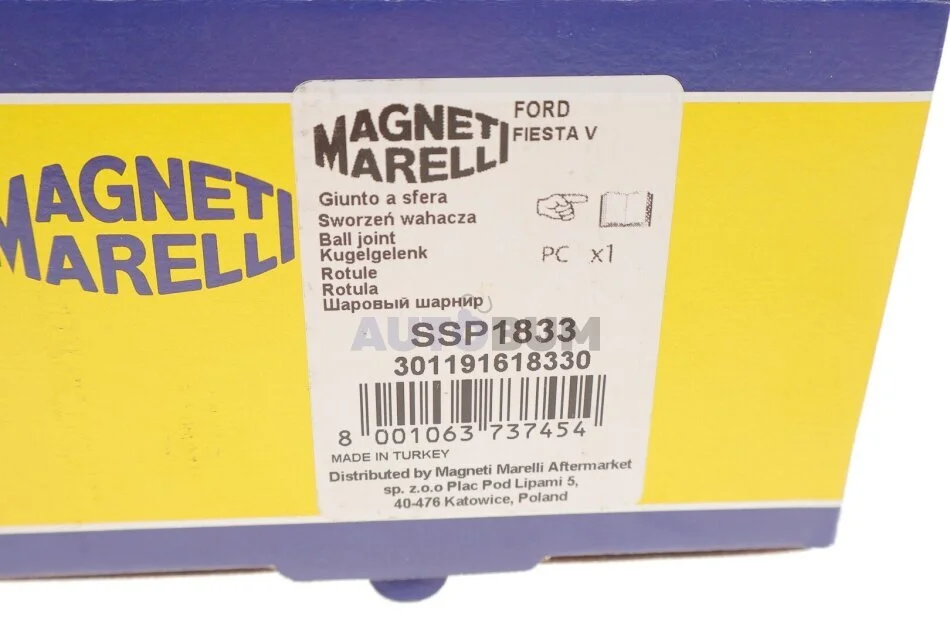 MAGNETI
MARELLI
MAGNETI
MARELLI
FORD
FIESTA V
Giunto a sfera
Sworzeń wahacza
Ball joint
Kugelgelenk
Rotule
Rotula
Шаровый шарнир
PC x1
AUTOBUM
SSP1833
301191618330
8 001063 737454
MADE IN TURKEY
Distributed by Magneti Marelli Aftermarket
sp. z.o.o Plac Pod Lipami 5,
40-476 Katowice, Poland